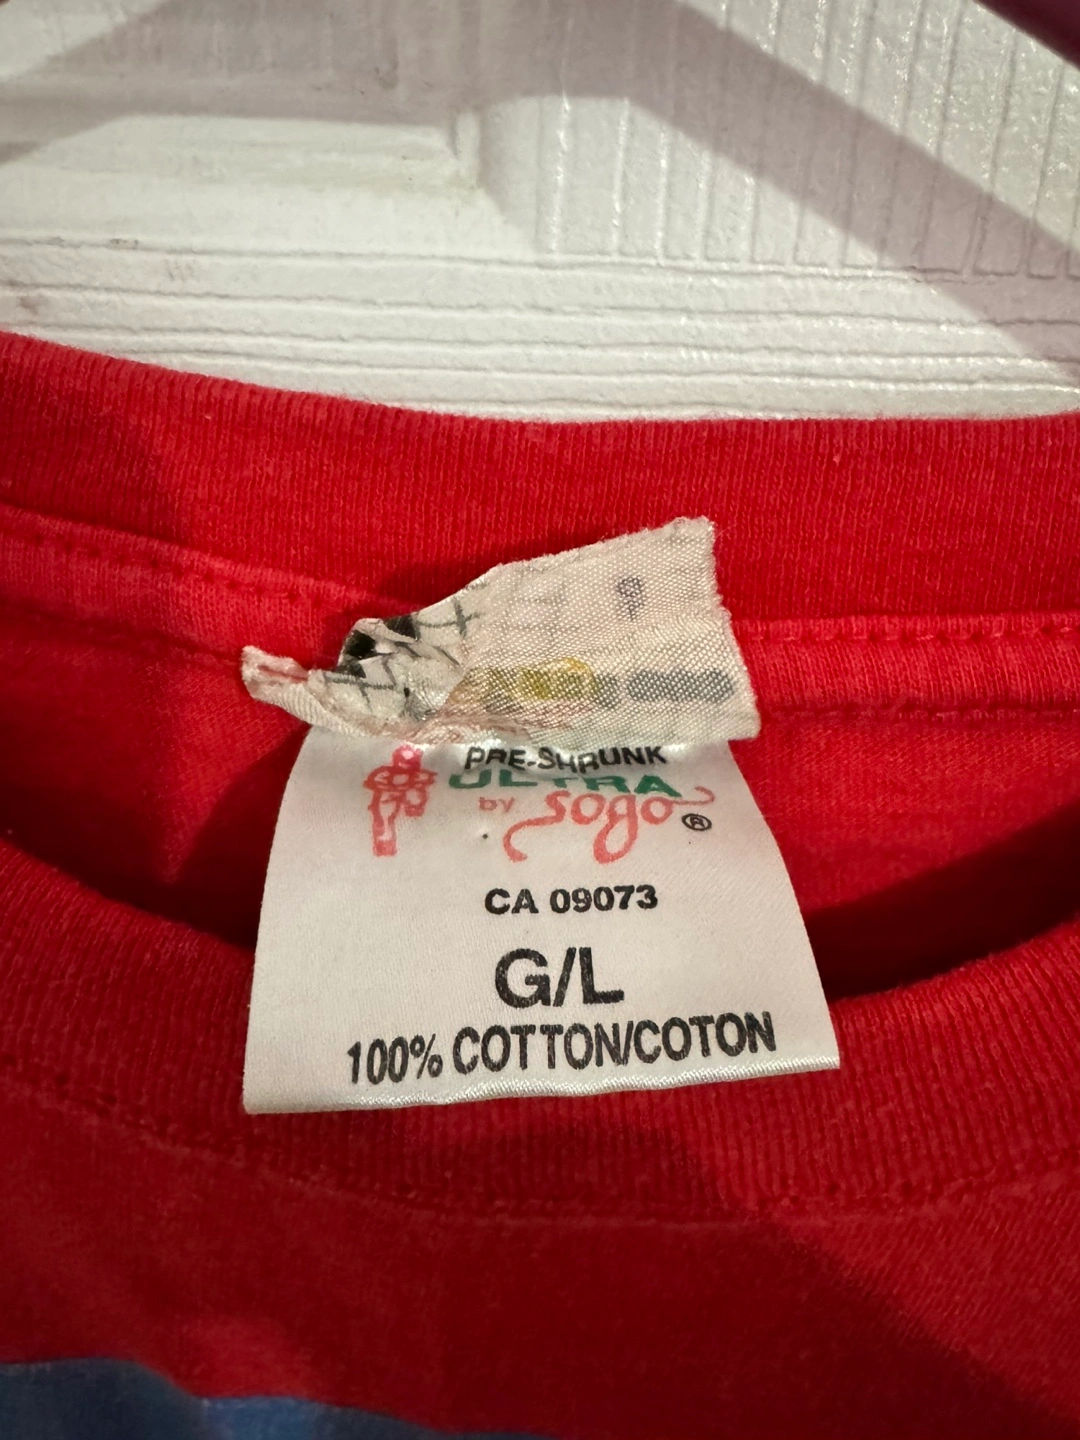 PRE-SHRUNK
ULTRA
by sogo ®
CA 09073
G/L
100% COTTON/COTON